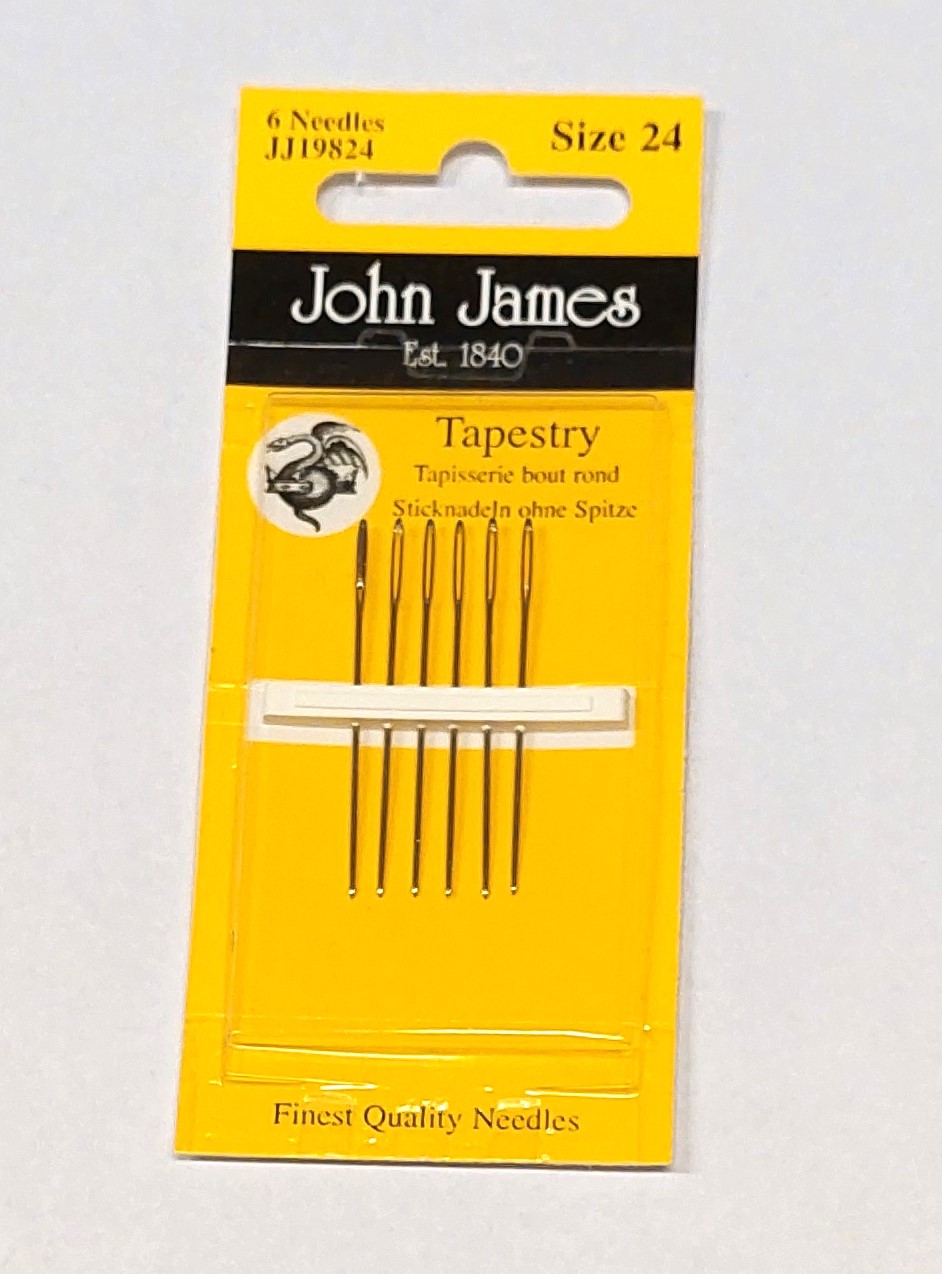 6 Needles
JJ19824
Size 24
John James
Est. 1840
Tapestry
Tapisserie bout rond
Sticknadeln ohne Spitze
Finest Quality Needles